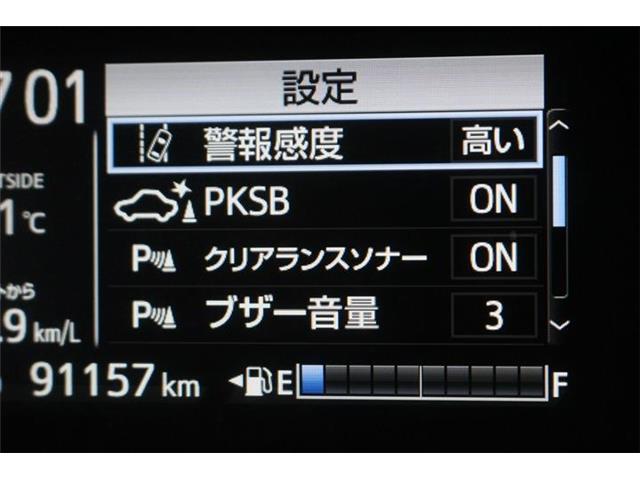 設定
701
警報感度 高い
TSIDE
1℃
PKSB ON
P クリアランスソナー ON
から
.9 km/L
P ブザー音量 3
91157 km E F